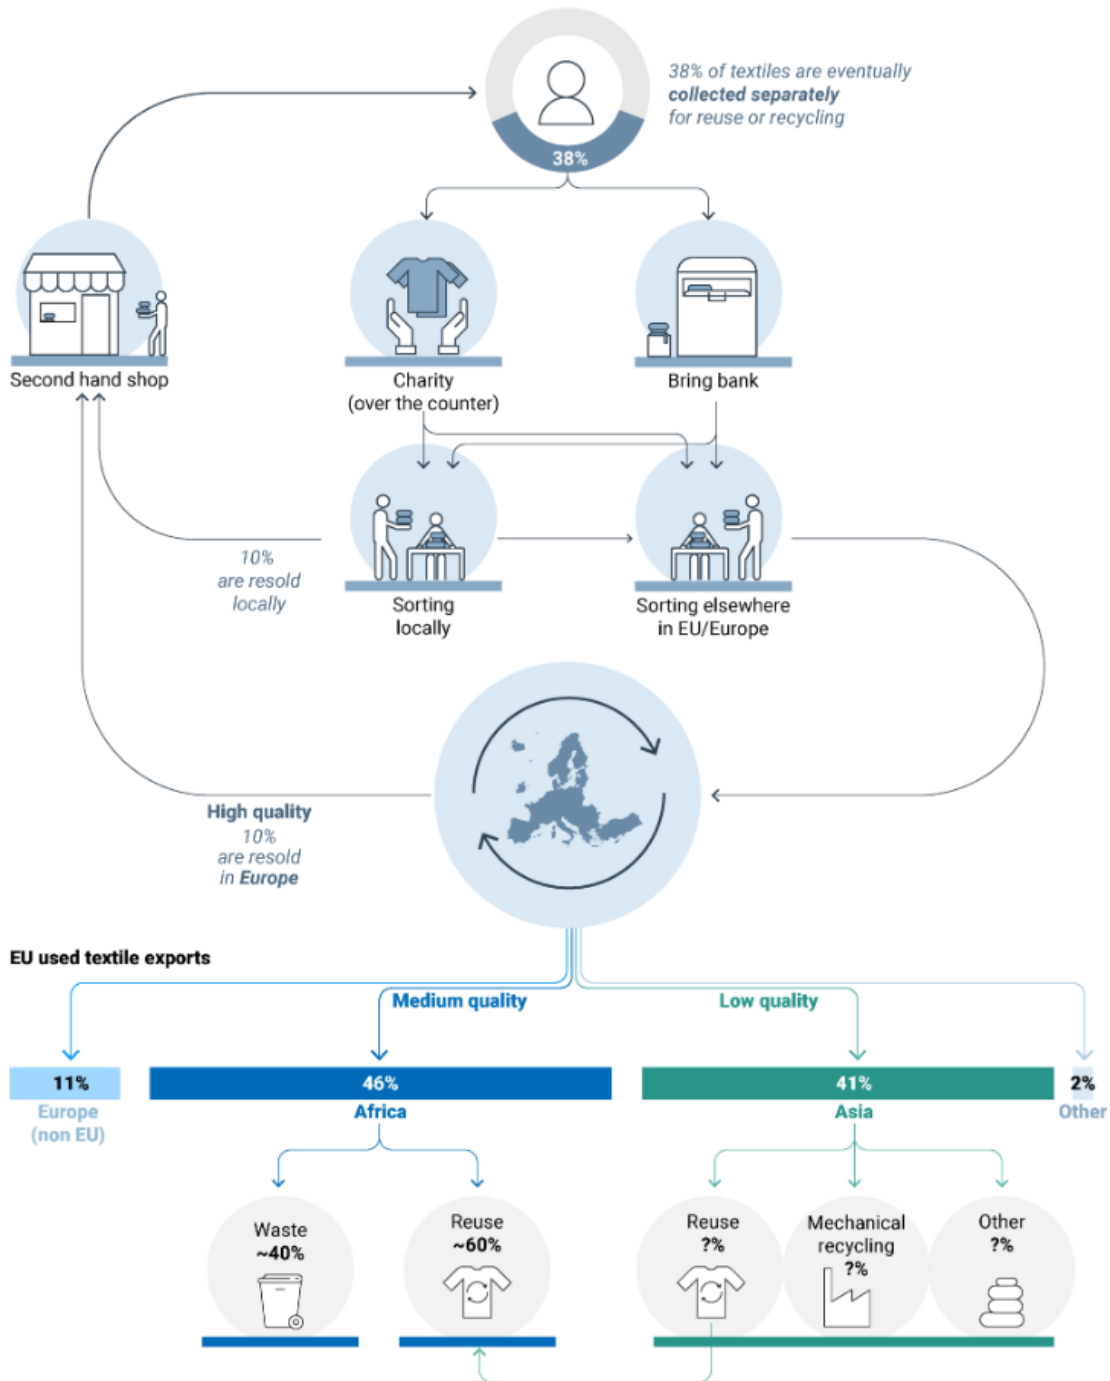 38% of textiles are eventually
collected separately
for reuse or recycling
38%
Second hand shop
Charity
(over the counter)
Bring bank
10%
are resold
locally
Sorting
locally
Sorting elsewhere
in EU/Europe
High quality
10%
are resold
in Europe
EU used textile exports
Medium quality
Low quality
11%
46%
41%
2%
Europe
(non EU)
Africa
Asia
Other
Waste
~40%
Reuse
~60%
Reuse
?%
Mechanical
recycling
?%
Other
?%